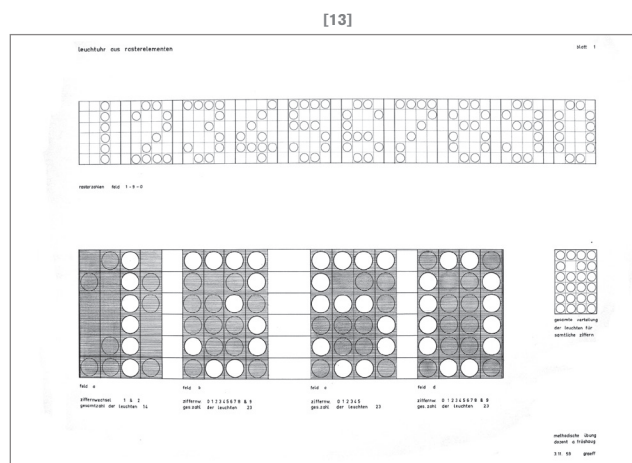 [13]
leuchtuhr aus rasterelementen
blatt 1
rasterzahlen feld 1-9-0
gesamte verteilung
der leuchten für
sämtliche ziffern
feld a
ziffernwechsel 1 & 2
gesamtzahl der leuchten 14
feld b
ziffernw. 0 1 2 3 4 5 6 7 8 & 9
ges.zahl der leuchten 23
feld c
ziffernw. 0 1 2 3 4 5
ges.zahl der leuchten 23
feld d
ziffernw. 0 1 2 3 4 5 6 7 8 & 9
ges.zahl der leuchten 23
methodische übung
dozent a fröshaug
3.11 59 graeff